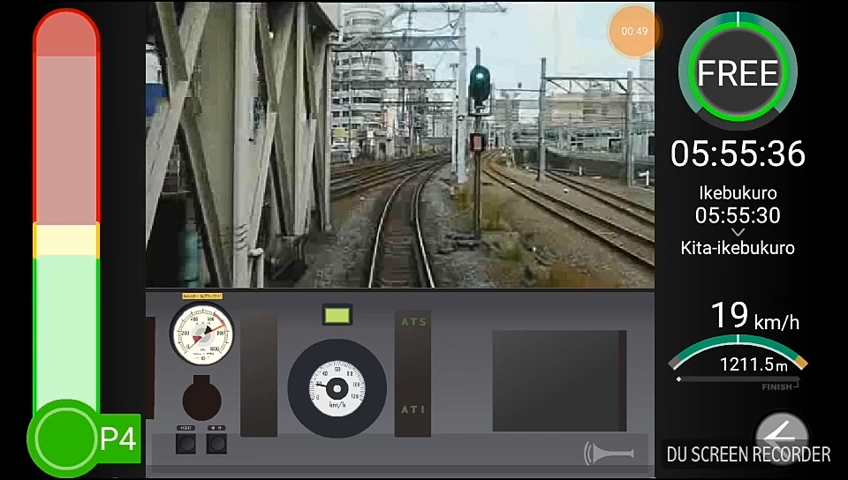 00:49
FREE
05:55:36
Ikebukuro
05:55:30
Kita-ikebukuro
19 km/h
1211.5m
FINISH
P4
ATS
ATI
km/h
DU SCREEN RECORDER